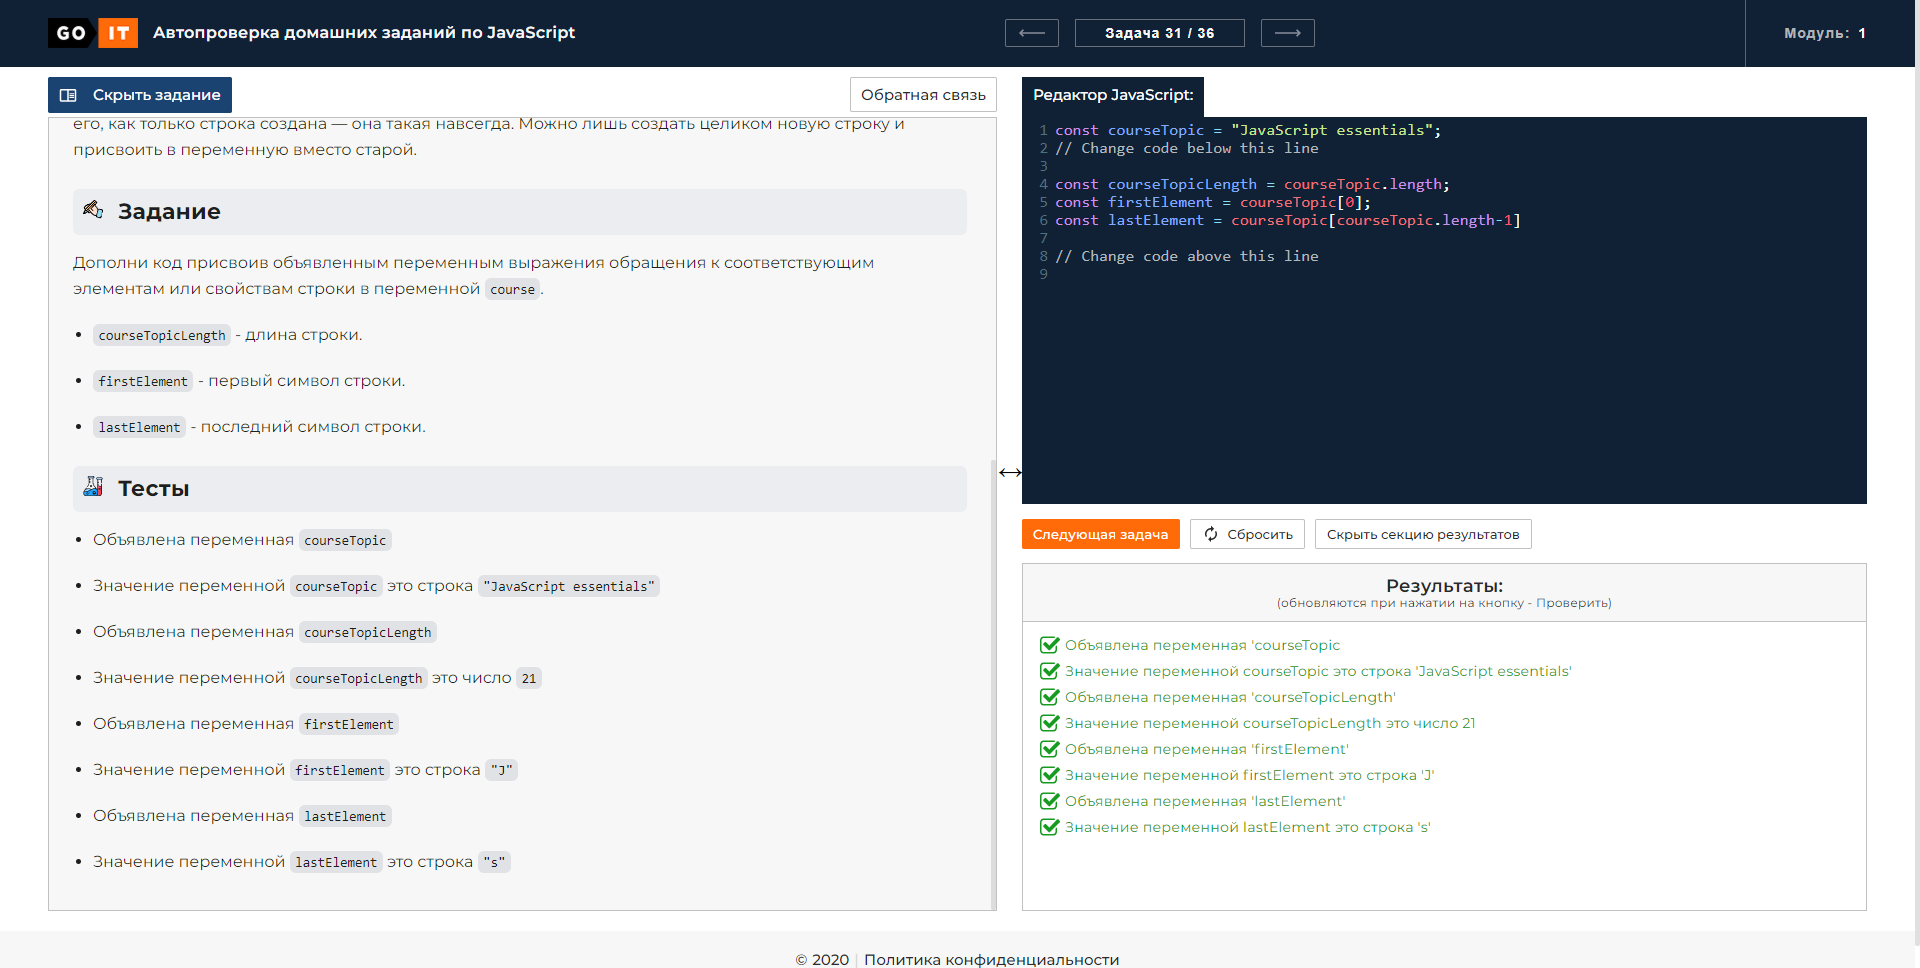 GO IT Автопроверка домашних заданий по JavaScript
Задача 31 / 36
Модуль: 1
Скрыть задание
Обратная связь
его, как только строка создана — она такая навсегда. Можно лишь создать целиком новую строку и
присвоить в переменную вместо старой.
Задание
Дополни код присвоив объявленным переменным выражения обращения к соответствующим
элементам или свойствам строки в переменной course.
• courseTopicLength - длина строки.
• firstElement - первый символ строки.
• lastElement - последний символ строки.
Тесты
• Объявлена переменная courseTopic
• Значение переменной courseTopic это строка "JavaScript essentials"
• Объявлена переменная courseTopicLength
• Значение переменной courseTopicLength это число 21
• Объявлена переменная firstElement
• Значение переменной firstElement это строка "J"
• Объявлена переменная lastElement
• Значение переменной lastElement это строка "s"
Редактор JavaScript:
1 const courseTopic = "JavaScript essentials";
2 // Change code below this line
3
4 const courseTopicLength = courseTopic.length;
5 const firstElement = courseTopic[0];
6 const lastElement = courseTopic[courseTopic.length-1]
7
8 // Change code above this line
9
Следующая задача
Сбросить
Скрыть секцию результатов
Результаты:
(обновляются при нажатии на кнопку - Проверить)
Объявлена переменная 'courseTopic
Значение переменной courseTopic это строка 'JavaScript essentials'
Объявлена переменная 'courseTopicLength'
Значение переменной courseTopicLength это число 21
Объявлена переменная 'firstElement'
Значение переменной firstElement это строка 'J'
Объявлена переменная 'lastElement'
Значение переменной lastElement это строка 's'
© 2020 | Политика конфиденциальности